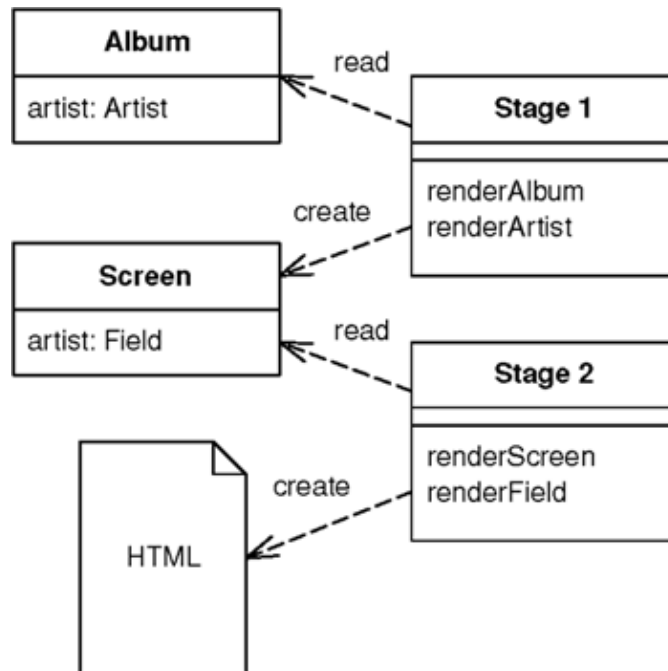 Album
artist: Artist
read
Stage 1
renderAlbum
renderArtist
create
Screen
artist: Field
read
Stage 2
renderScreen
renderField
create
HTML